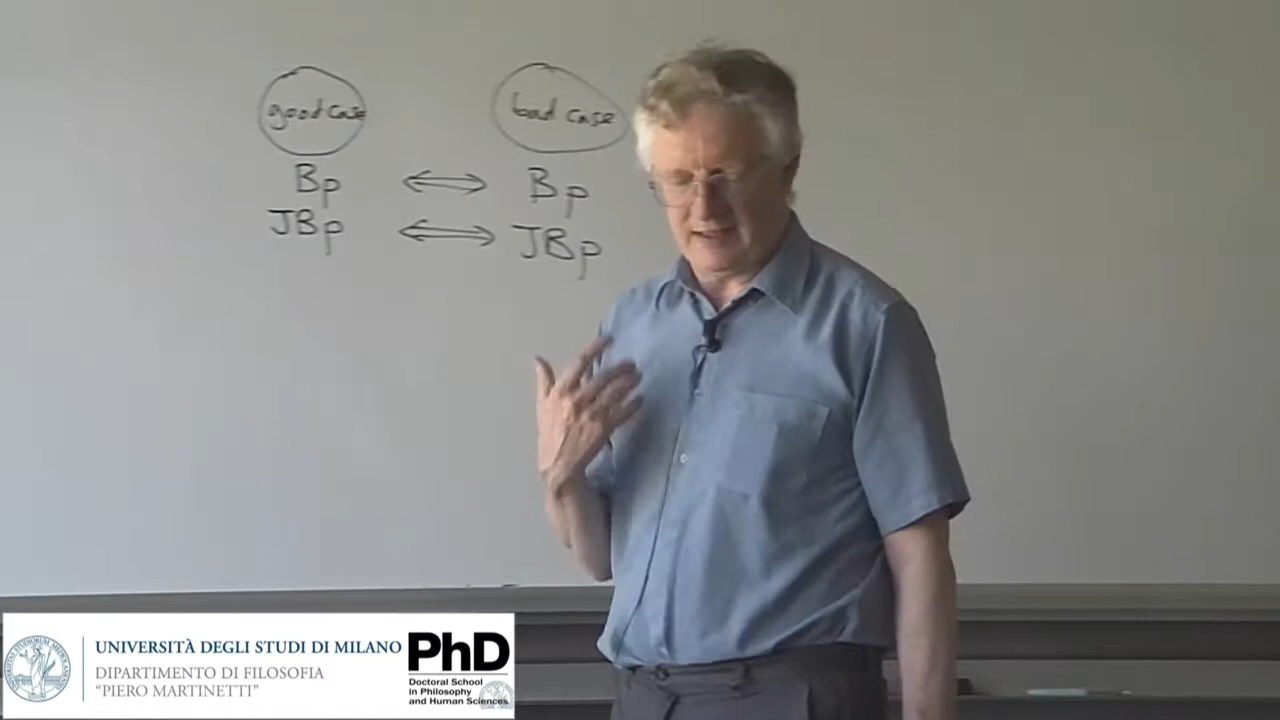 good case bad case
Bp ⟺ Bp
JBp ⟺ JBp
UNIVERSITÀ DEGLI STUDI DI MILANO
DIPARTIMENTO DI FILOSOFIA
"PIERO MARTINETTI"
PhD
Doctoral School
in Philosophy
and Human Sciences